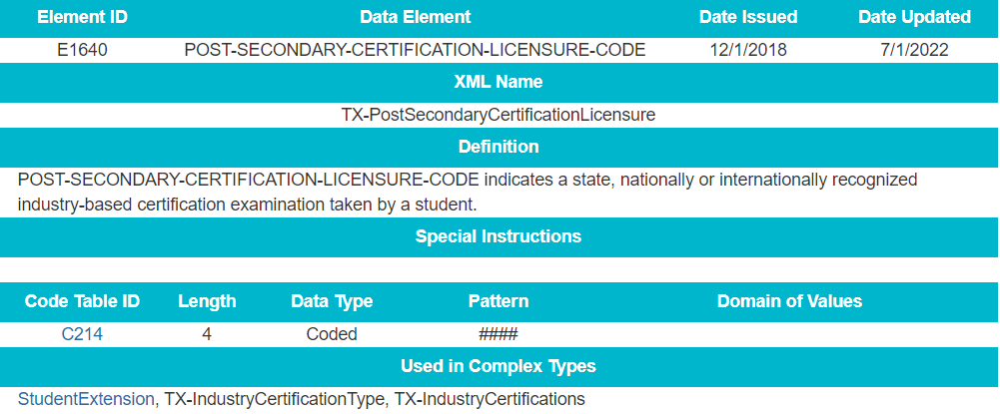 Element ID Data Element Date Issued Date Updated
E1640 POST-SECONDARY-CERTIFICATION-LICENSURE-CODE 12/1/2018 7/1/2022
XML Name
TX-PostSecondaryCertificationLicensure
Definition
POST-SECONDARY-CERTIFICATION-LICENSURE-CODE indicates a state, nationally or internationally recognized
industry-based certification examination taken by a student.
Special Instructions
Code Table ID Length Data Type Pattern Domain of Values
C214 4 Coded ####
Used in Complex Types
StudentExtension, TX-IndustryCertificationType, TX-IndustryCertifications